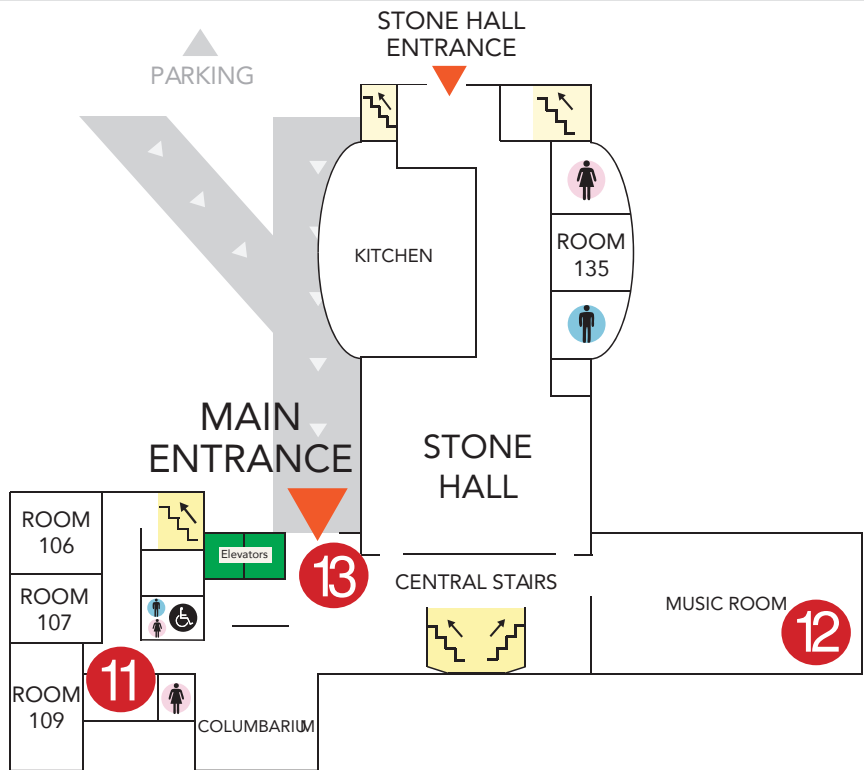 STONE HALL
ENTRANCE
PARKING
KITCHEN
ROOM
135
MAIN
ENTRANCE
STONE
HALL
ROOM
106
Elevators
13
CENTRAL STAIRS
ROOM
107
MUSIC ROOM
12
11
ROOM
109
COLUMBARIUM